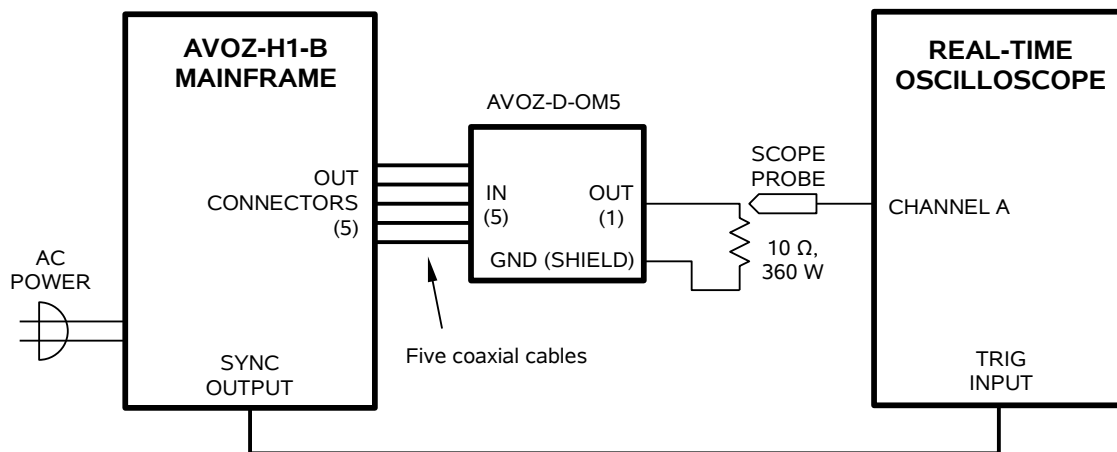 AVOZ-H1-B
MAINFRAME
REAL-TIME
OSCILLOSCOPE
AVOZ-D-OM5
SCOPE
PROBE
OUT
CONNECTORS
(5)
IN
(5)
OUT
(1)
CHANNEL A
GND (SHIELD)
10 Ω,
360 W
AC
POWER
Five coaxial cables
SYNC
OUTPUT
TRIG
INPUT